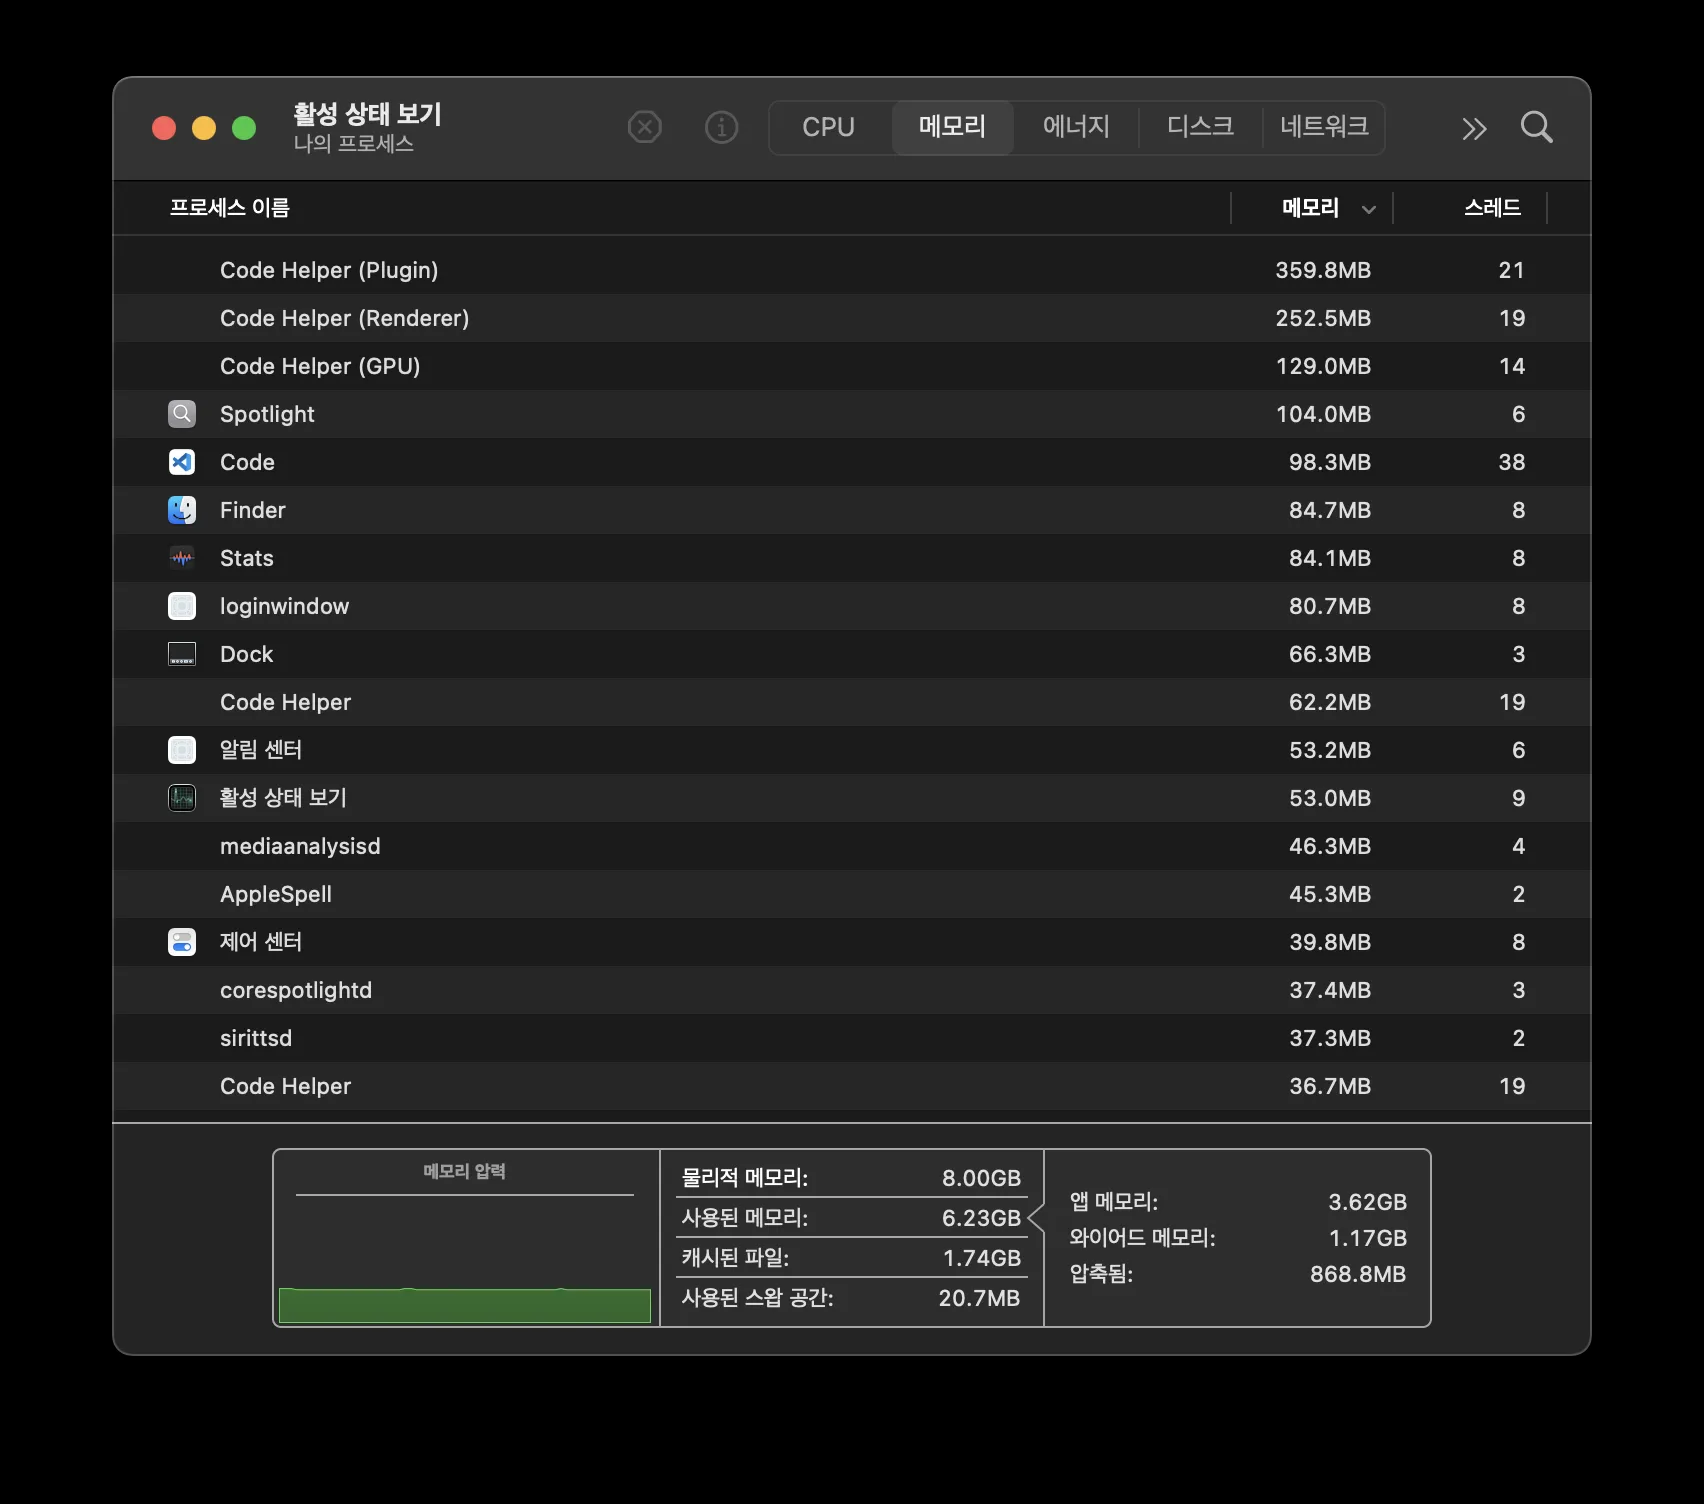 활성 상태 보기
나의 프로세스
CPU 메모리 에너지 디스크 네트워크
프로세스 이름 메모리 스레드
Code Helper (Plugin) 359.8MB 21
Code Helper (Renderer) 252.5MB 19
Code Helper (GPU) 129.0MB 14
Spotlight 104.0MB 6
Code 98.3MB 38
Finder 84.7MB 8
Stats 84.1MB 8
loginwindow 80.7MB 8
Dock 66.3MB 3
Code Helper 62.2MB 19
알림 센터 53.2MB 6
활성 상태 보기 53.0MB 9
mediaanalysisd 46.3MB 4
AppleSpell 45.3MB 2
제어 센터 39.8MB 8
corespotlightd 37.4MB 3
sirittsd 37.3MB 2
Code Helper 36.7MB 19
메모리 압력
물리적 메모리: 8.00GB
사용된 메모리: 6.23GB
캐시된 파일: 1.74GB
사용된 스왑 공간: 20.7MB
앱 메모리: 3.62GB
와이어드 메모리: 1.17GB
압축됨: 868.8MB